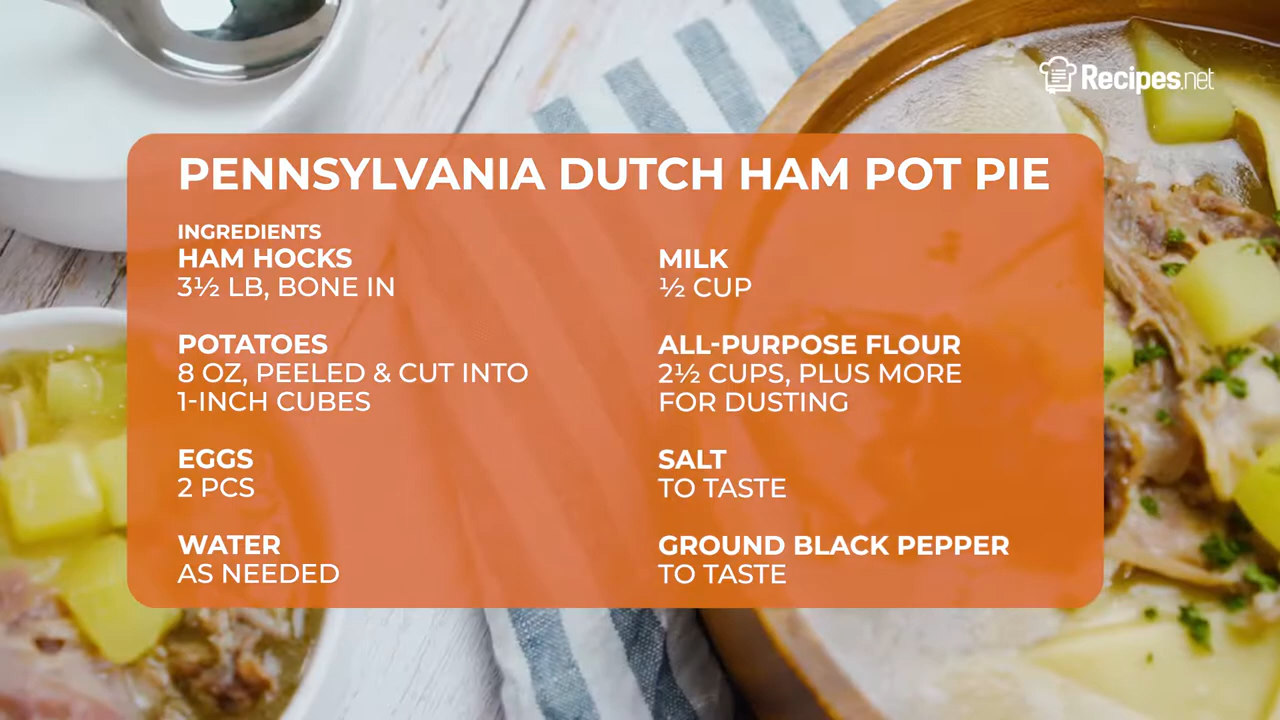 Recipes.net
PENNSYLVANIA DUTCH HAM POT PIE
INGREDIENTS
HAM HOCKS
3½ LB, BONE IN
POTATOES
8 OZ, PEELED & CUT INTO
1-INCH CUBES
EGGS
2 PCS
WATER
AS NEEDED
MILK
½ CUP
ALL-PURPOSE FLOUR
2½ CUPS, PLUS MORE
FOR DUSTING
SALT
TO TASTE
GROUND BLACK PEPPER
TO TASTE